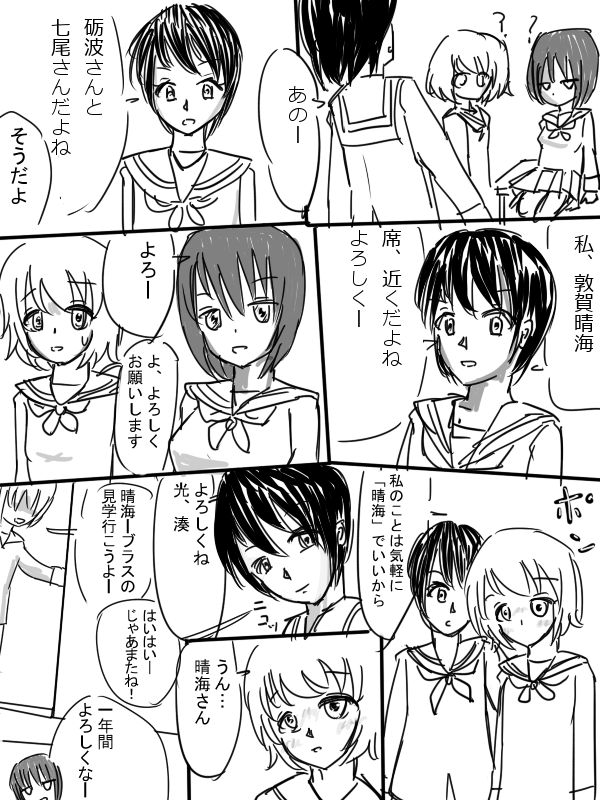 あのー
?
?
砺波さんと
七尾さんだよね
そうだよ
私、敦賀晴海
席、近くだよね
よろしくー
よろー
よ、よろしく
お願いします
ポン
私のことは気軽に
「晴海」でいいから
よろしくね
光、湊
ニコッ
晴海ーブラスの
見学行こうよー
はいはいー
じゃあまたね!
うん…
晴海さん
一年間
よろしくなー